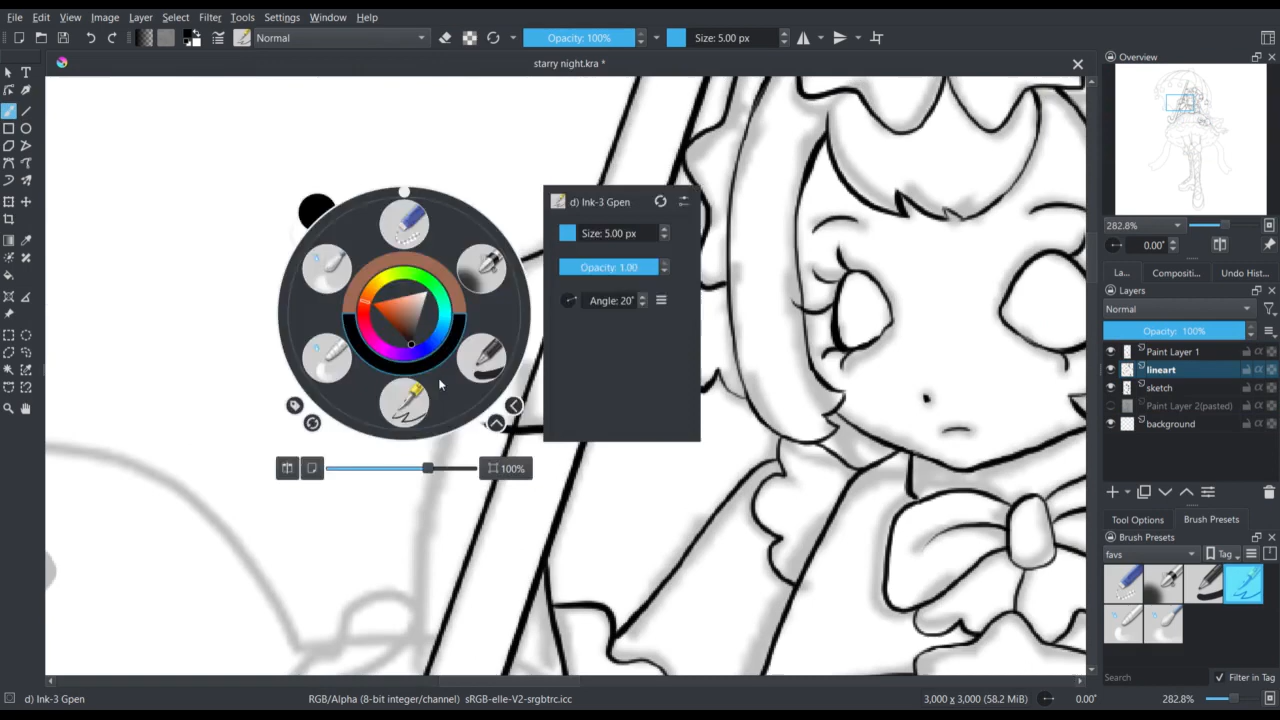 File Edit View Image Layer Select Filter Tools Settings Window Help
Normal Opacity: 100% Size: 5.00 px
starry night.kra *
Overview
282.8%
0.00°
La... Compositi... Undo Hist...
Layers
Normal
Opacity: 100%
Paint Layer 1
lineart
sketch
Paint Layer 2(pasted)
background
d) Ink-3 Gpen
Size: 5.00 px
Opacity: 1.00
Angle: 20°
100%
Tool Options Brush Presets
Brush Presets
favs Tag
Search Filter in Tag
d) Ink-3 Gpen RGB/Alpha (8-bit integer/channel) sRGB-elle-V2-srgbtrc.icc 3,000 x 3,000 (58.2 MiB) 0.00° 282.8%